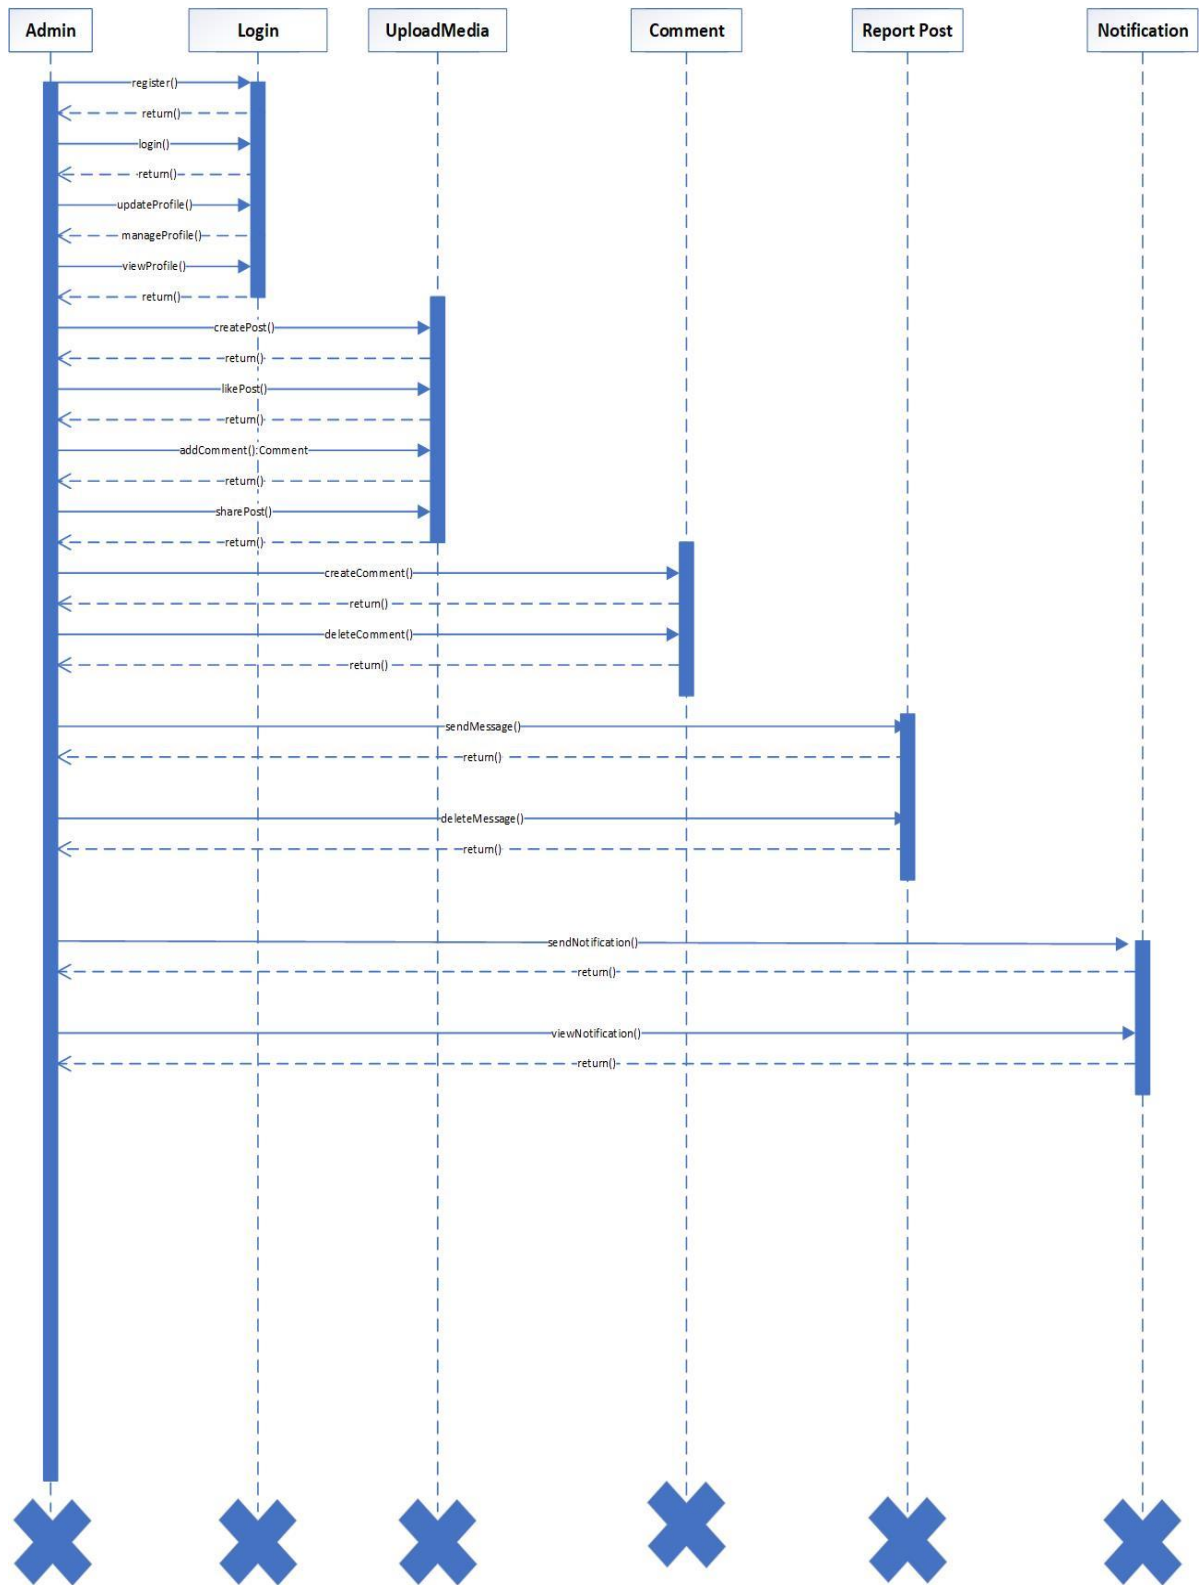 Admin
Login
UploadMedia
Comment
Report Post
Notification
register()
return()
login()
return()
updateProfile()
manageProfile()
viewProfile()
return()
createPost()
return()
likePost()
return()
addComment():Comment
return()
sharePost()
return()
createComment()
return()
deleteComment()
return()
sendMessage()
return()
deleteMessage()
return()
sendNotification()
return()
viewNotification()
return()